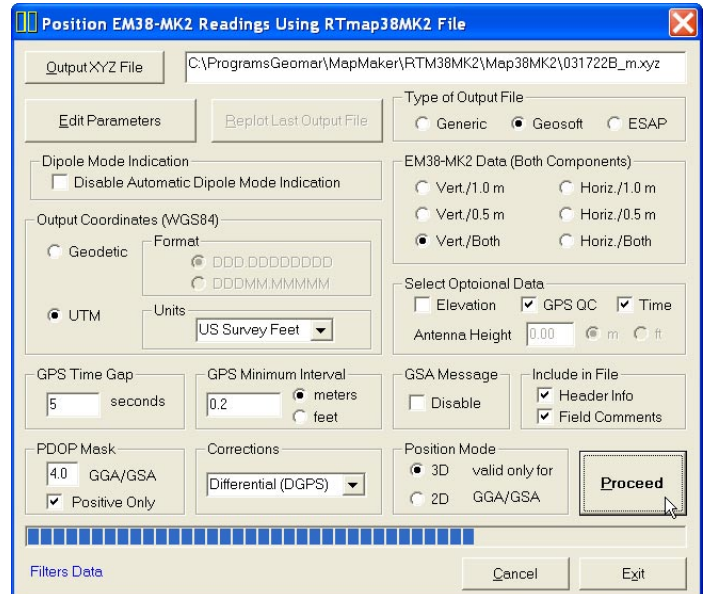 Position EM38-MK2 Readings Using RTmap38MK2 File
Output XYZ File
C:\ProgramsGeomar\MapMaker\RTM38MK2\Map38MK2\031722B_m.xyz
Edit Parameters
Replot Last Output File
Type of Output File
Generic
Geosoft
ESAP
Dipole Mode Indication
Disable Automatic Dipole Mode Indication
EM38-MK2 Data (Both Components)
Vert./1.0 m
Horiz./1.0 m
Vert./0.5 m
Horiz./0.5 m
Vert./Both
Horiz./Both
Output Coordinates (WGS84)
Geodetic
Format
DDD.DDDDDDDD
DDDMM.MMMMM
UTM
Units
US Survey Feet
Select Optoional Data
Elevation
GPS QC
Time
Antenna Height
0.00
m
ft
GPS Time Gap
5
seconds
GPS Minimum Interval
0.2
meters
feet
GSA Message
Disable
Include in File
Header Info
Field Comments
PDOP Mask
4.0
GGA/GSA
Positive Only
Corrections
Differential (DGPS)
Position Mode
3D
valid only for
2D
GGA/GSA
Proceed
Filters Data
Cancel
Exit